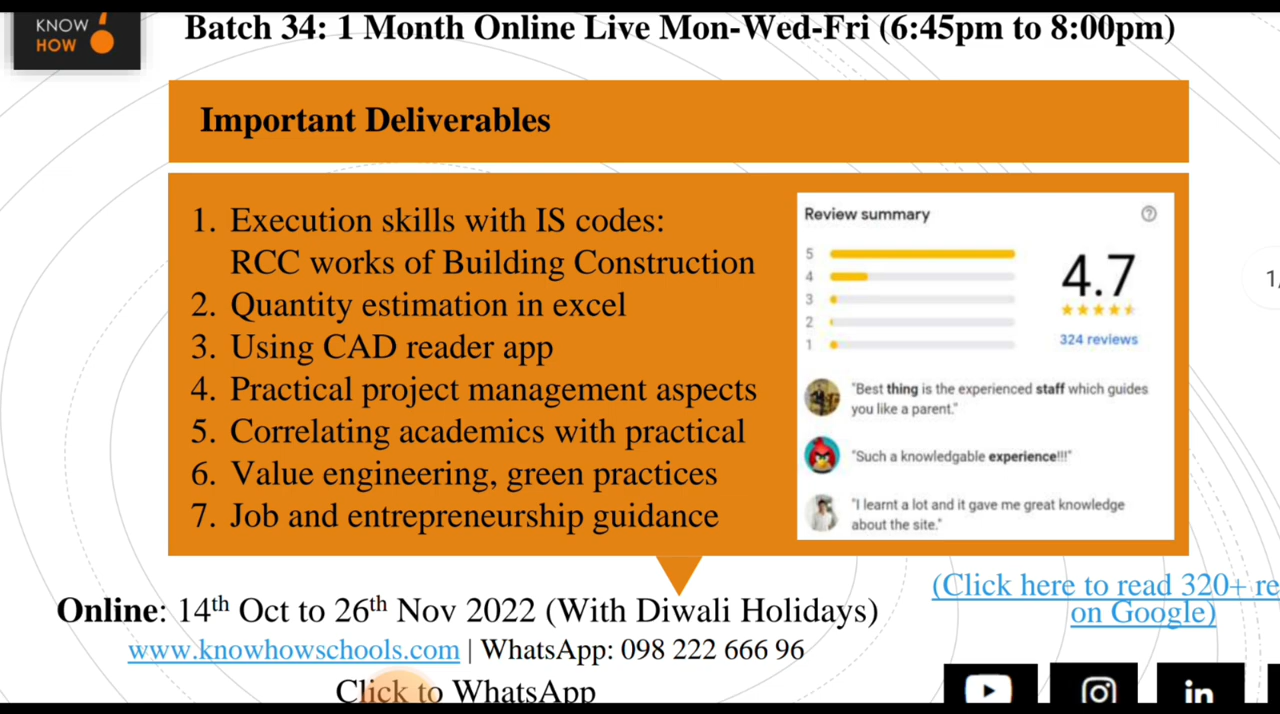 KNOW
HOW
Batch 34: 1 Month Online Live Mon-Wed-Fri (6:45pm to 8:00pm)
Important Deliverables
1. Execution skills with IS codes:
RCC works of Building Construction
2. Quantity estimation in excel
3. Using CAD reader app
4. Practical project management aspects
5. Correlating academics with practical
6. Value engineering, green practices
7. Job and entrepreneurship guidance
Review summary
5
4
3
2
1
4.7
324 reviews
"Best thing is the experienced staff which guides
you like a parent."
"Such a knowledgable experience!!!"
"I learnt a lot and it gave me great knowledge
about the site."
1/
(Click here to read 320+ re
on Google)
Online: 14th Oct to 26th Nov 2022 (With Diwali Holidays)
www.knowhowschools.com | WhatsApp: 098 222 666 96
Click to WhatsApp
in